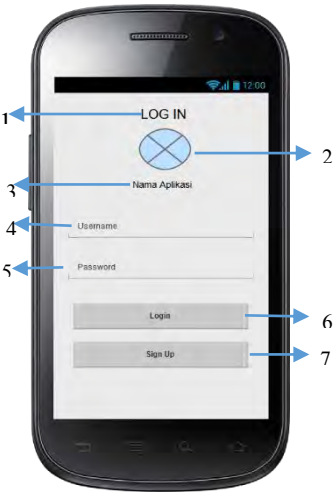 12:00
1 LOG IN
2
3 Nama Aplikasi
4 Username
5 Password
Login 6
Sign Up 7